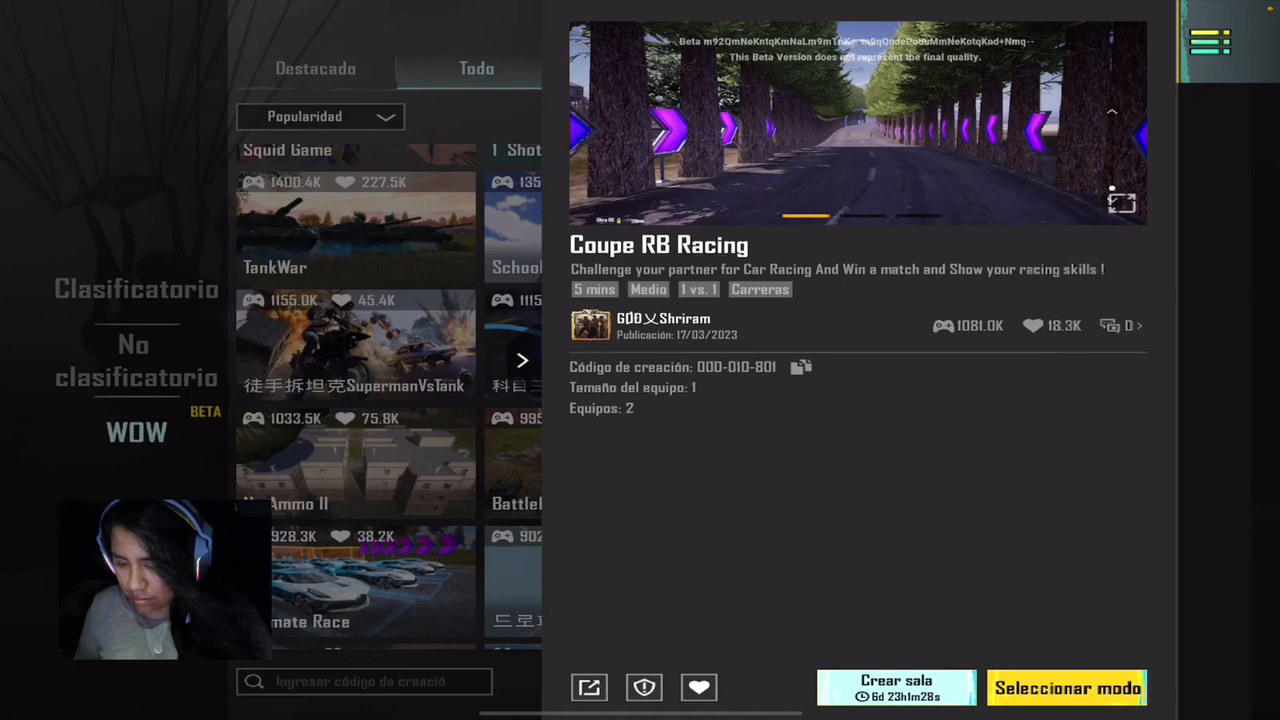 Destacado
Todo
Popularidad
Squid Game
1 Shot
1400.4K 227.5K
135
TankWar
School
1155.0K 45.4K
1115
徒手拆坦克SupermanVsTank
科目三
1033.5K 75.8K
995
Ammo II
Battlef
928.3K 38.2K
902
mate Race
Ingresar código de creació
Clasificatorio
No
clasificatorio
BETA
WOW
This Beta Version does not represent the final quality.
Coupe RB Racing
Challenge your partner for Car Racing And Win a match and Show your racing skills !
5 mins Medio 1 vs. 1 Carreras
GŌD乂Shriram
Publicación: 17/03/2023
1081.0K 18.3K 0 >
Código de creación: 000-010-801
Tamaño del equipo: 1
Equipos: 2
Crear sala
6d 23h1m28s
Seleccionar modo